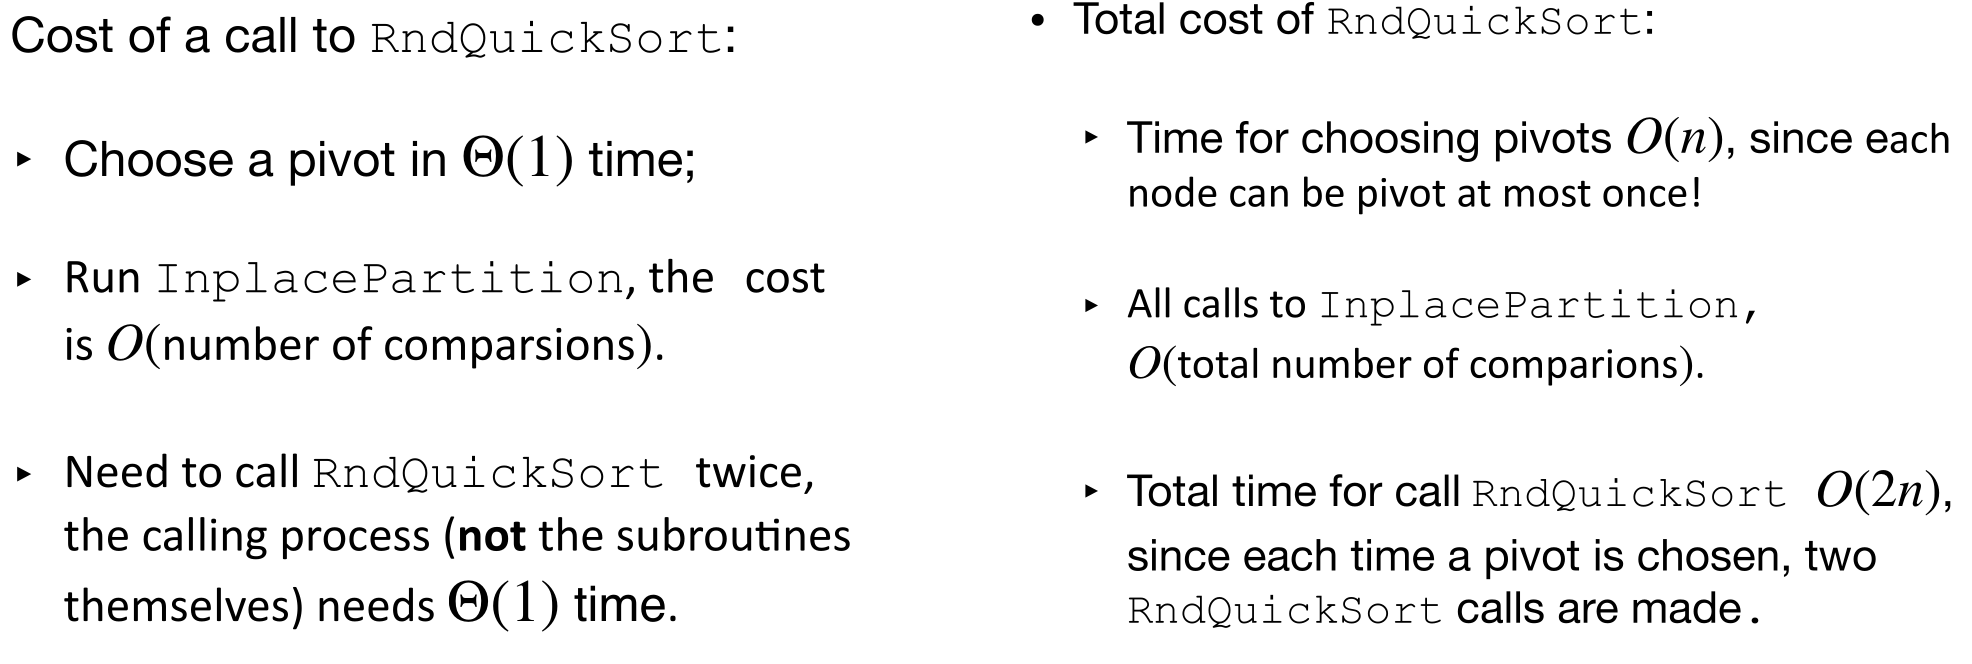 Cost of a call to RndQuickSort:
‣ Choose a pivot in Θ(1) time;
‣ Run InplacePartition, the cost
is O(number of comparsions).
‣ Need to call RndQuickSort twice,
the calling process (not the subroutines
themselves) needs Θ(1) time.
• Total cost of RndQuickSort:
‣ Time for choosing pivots O(n), since each
node can be pivot at most once!
‣ All calls to InplacePartition,
O(total number of comparions).
‣ Total time for call RndQuickSort O(2n),
since each time a pivot is chosen, two
RndQuickSort calls are made.